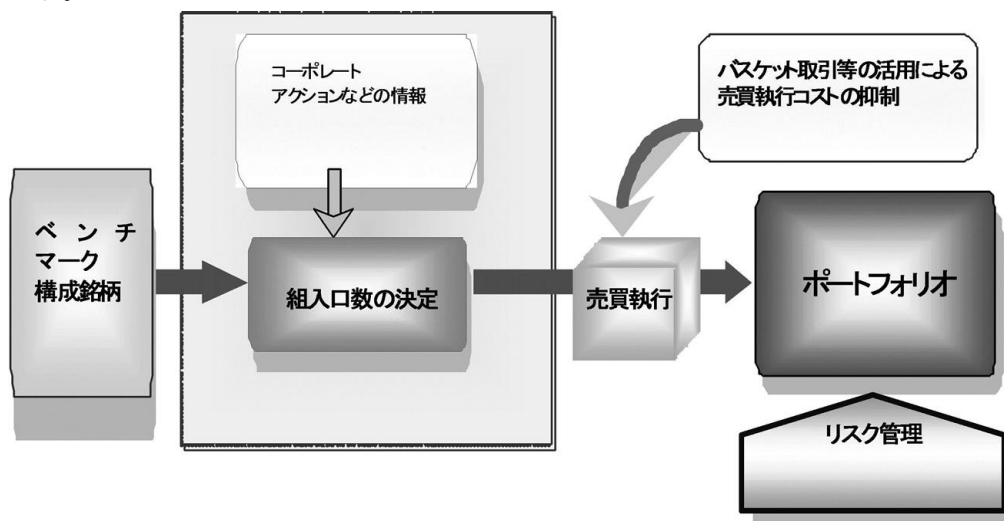 コーポレート
アクションなどの情報
バスケット取引等の活用による
売買執行コストの抑制
ベンチ
マーク
構成銘柄
組入口数の決定
売買執行
ポートフォリオ
リスク管理